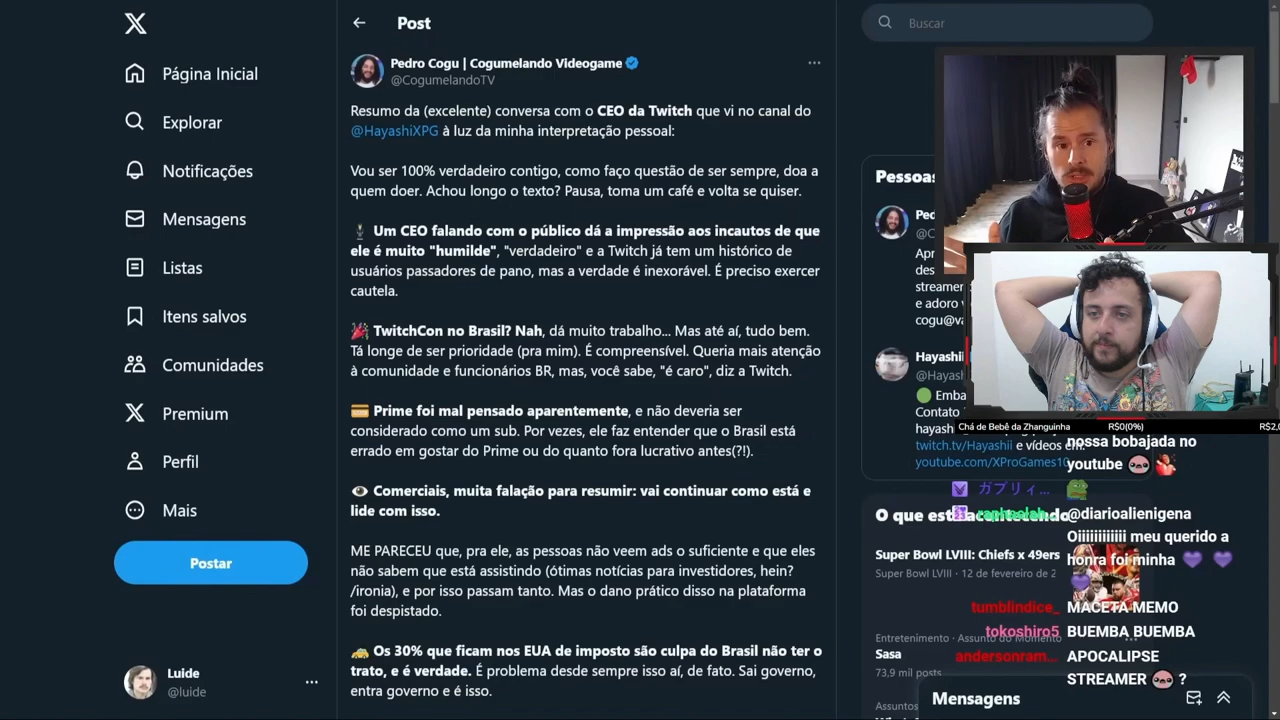 Post
Buscar
Página Inicial
Explorar
Notificações
Mensagens
Listas
Itens salvos
Comunidades
Premium
Perfil
Mais
Postar
Luide
@luide
Pedro Cogu | Cogumelando Videogame
@CogumelandoTV
Resumo da (excelente) conversa com o CEO da Twitch que vi no canal do
@HayashiXPG à luz da minha interpretação pessoal:
Vou ser 100% verdadeiro contigo, como faço questão de ser sempre, doa a
quem doer. Achou longo o texto? Pausa, toma um café e volta se quiser.
Um CEO falando com o público dá a impressão aos incautos de que
ele é muito "humilde", "verdadeiro" e a Twitch já tem um histórico de
usuários passadores de pano, mas a verdade é inexorável. É preciso exercer
cautela.
TwitchCon no Brasil? Nah, dá muito trabalho... Mas até aí, tudo bem.
Tá longe de ser prioridade (pra mim). É compreensível. Queria mais atenção
à comunidade e funcionários BR, mas, você sabe, "é caro", diz a Twitch.
Prime foi mal pensado aparentemente, e não deveria ser
considerado como um sub. Por vezes, ele faz entender que o Brasil está
errado em gostar do Prime ou do quanto fora lucrativo antes(?!).
Comerciais, muita falação para resumir: vai continuar como está e
lide com isso.
ME PARECEU que, pra ele, as pessoas não veem ads o suficiente e que eles
não sabem que está assistindo (ótimas notícias para investidores, hein?
/ironia), e por isso passam tanto. Mas o dano prático disso na plataforma
foi despistado.
Os 30% que ficam nos EUA de imposto são culpa do Brasil não ter o
trato, e é verdade. É problema desde sempre isso aí, de fato. Sai governo,
entra governo e é isso.
Pessoas
streamer
e adoro
Hayashii
@Hayash
Contato
hayash
twitch.tv/Hayashii e vídeos em:
Chá de Bebê da Zhanguinha R$0(0%)
nossa bobajada no
youtube
ガブリィ...
@diarioalienigena
Oiiiiiiiiiiiii meu querido a
honra foi minha
tumblindice_ MACETA MEMO
tokoshiro5 BUEMBA BUEMBA
andersonram... APOCALIPSE
STREAMER ?
O que está acontecendo
Super Bowl LVIII: Chiefs x 49ers
Super Bowl LVIII · 12 de fevereiro de 2
Entretenimento · Assunto do Momento
Sasa
73,9 mil posts
Assuntos
Mensagens